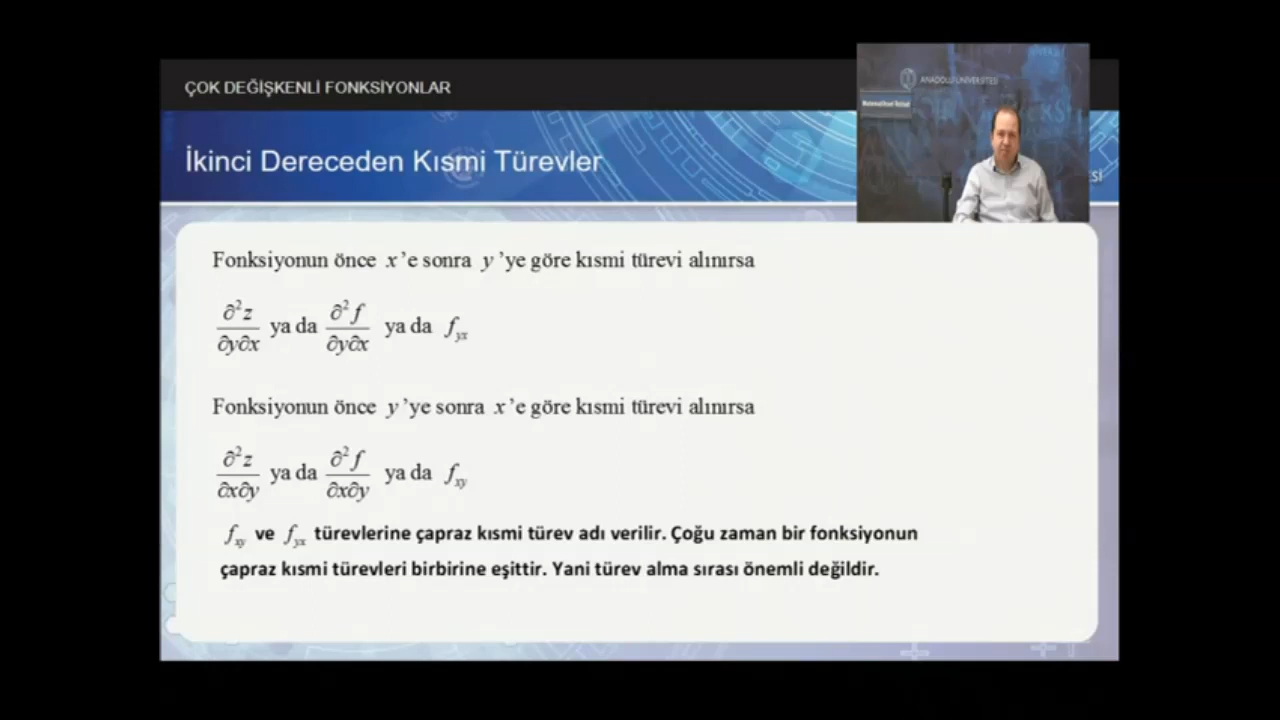 ÇOK DEĞİŞKENLİ FONKSİYONLAR
ANADOLU ÜNİVERSİTESİ
Matematiksel İktisat
İkinci Dereceden Kısmi Türevler
Fonksiyonun önce x'e sonra y'ye göre kısmi türevi alınırsa
∂²z/∂y∂x ya da ∂²f/∂y∂x ya da f_yx
Fonksiyonun önce y'ye sonra x'e göre kısmi türevi alınırsa
∂²z/∂x∂y ya da ∂²f/∂x∂y ya da f_xy
f_xy ve f_yx türevlerine çapraz kısmi türev adı verilir. Çoğu zaman bir fonksiyonun
çapraz kısmi türevleri birbirine eşittir. Yani türev alma sırası önemli değildir.